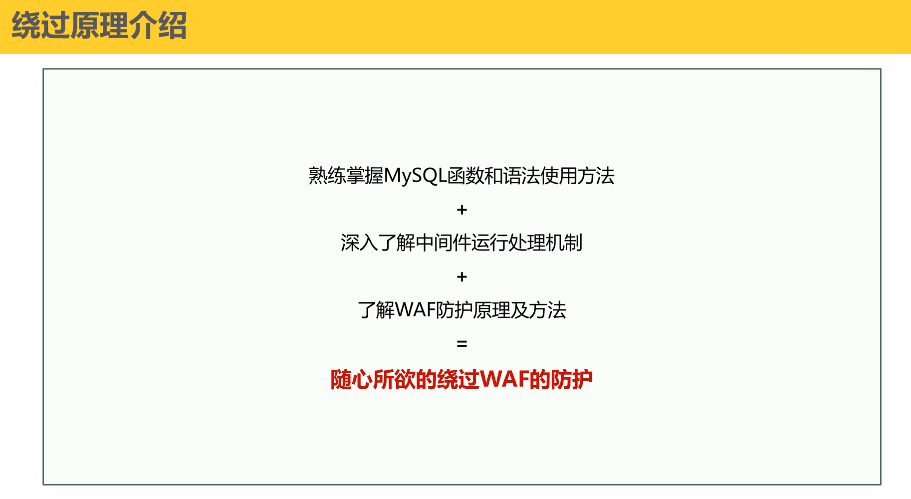 绕过原理介绍
熟练掌握MySQL函数和语法使用方法
+
深入了解中间件运行处理机制
+
了解WAF防护原理及方法
=
随心所欲的绕过WAF的防护